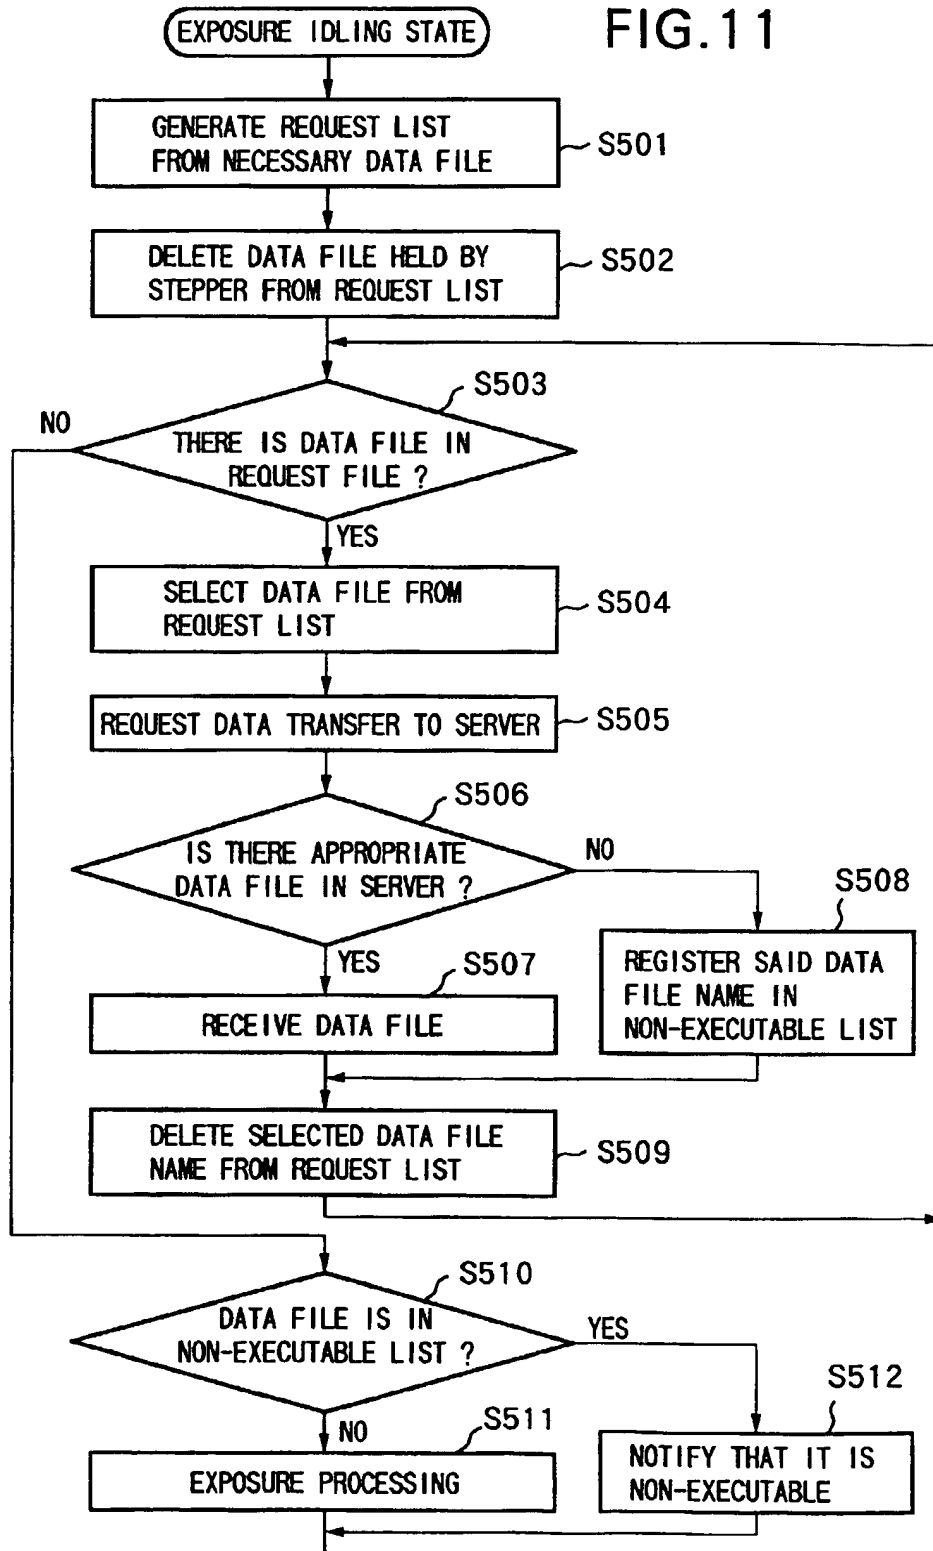 EXPOSURE IDLING STATE
FIG.11
GENERATE REQUEST LIST
FROM NECESSARY DATA FILE
S501
DELETE DATA FILE HELD BY
STEPPER FROM REQUEST LIST
S502
S503
NO
THERE IS DATA FILE IN
REQUEST FILE ?
YES
SELECT DATA FILE FROM
REQUEST LIST
S504
REQUEST DATA TRANSFER TO SERVER
S505
S506
IS THERE APPROPRIATE
DATA FILE IN SERVER ?
NO
YES
S507
RECEIVE DATA FILE
S508
REGISTER SAID DATA
FILE NAME IN
NON-EXECUTABLE LIST
DELETE SELECTED DATA FILE
NAME FROM REQUEST LIST
S509
S510
DATA FILE IS IN
NON-EXECUTABLE LIST ?
YES
NO
S511
EXPOSURE PROCESSING
S512
NOTIFY THAT IT IS
NON-EXECUTABLE